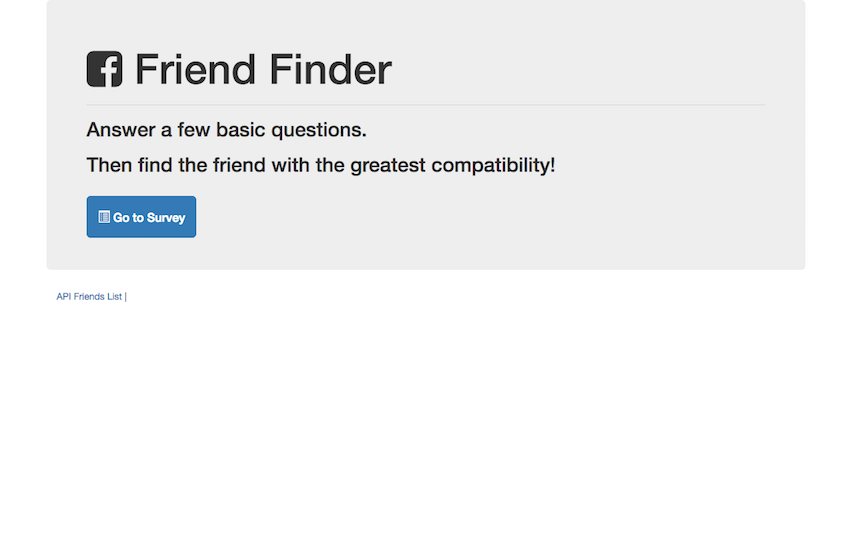 Friend Finder
Answer a few basic questions.
Then find the friend with the greatest compatibility!
Go to Survey
API Friends List |